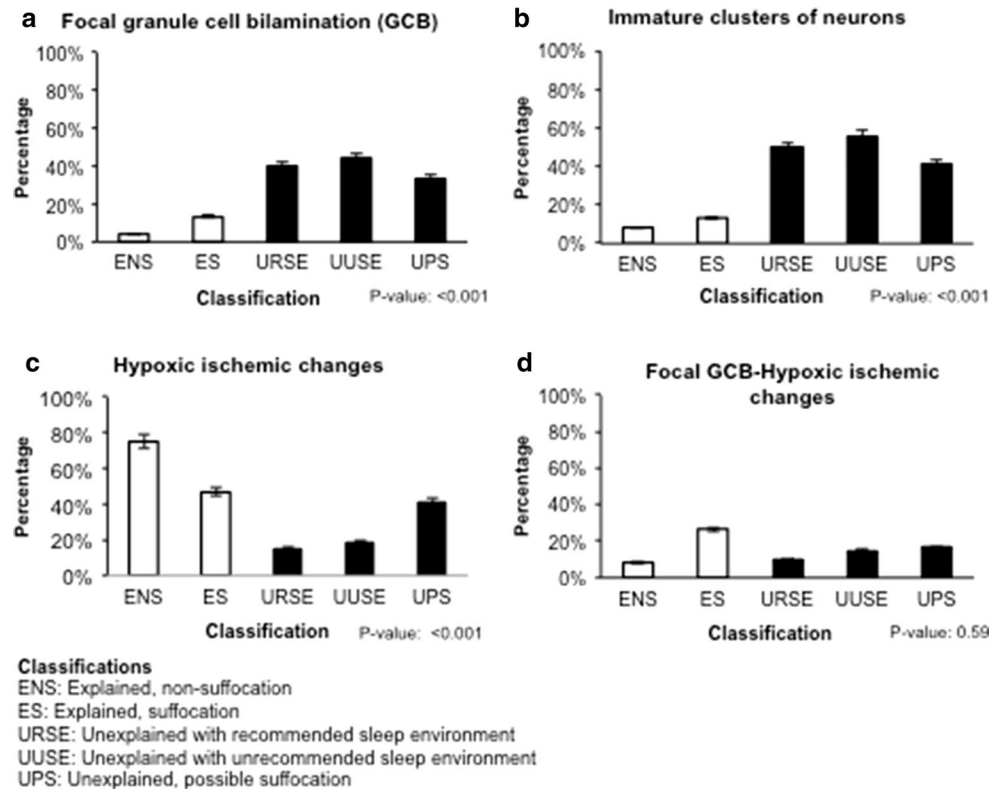 a
Focal granule cell bilamination (GCB)
100%
80%
60%
40%
20%
0%
Percentage
ENS ES URSE UUSE UPS
Classification
P-value: <0.001
b
Immature clusters of neurons
100%
80%
60%
40%
20%
0%
Percentage
ENS ES URSE UUSE UPS
Classification
P-value: <0.001
c
Hypoxic ischemic changes
100%
80%
60%
40%
20%
0%
Percentage
ENS ES URSE UUSE UPS
Classification
P-value: <0.001
d
Focal GCB-Hypoxic ischemic
changes
100%
80%
60%
40%
20%
0%
Percentage
ENS ES URSE UUSE UPS
Classification
P-value: 0.59
Classifications
ENS: Explained, non-suffocation
ES: Explained, suffocation
URSE: Unexplained with recommended sleep environment
UUSE: Unexplained with unrecommended sleep environment
UPS: Unexplained, possible suffocation